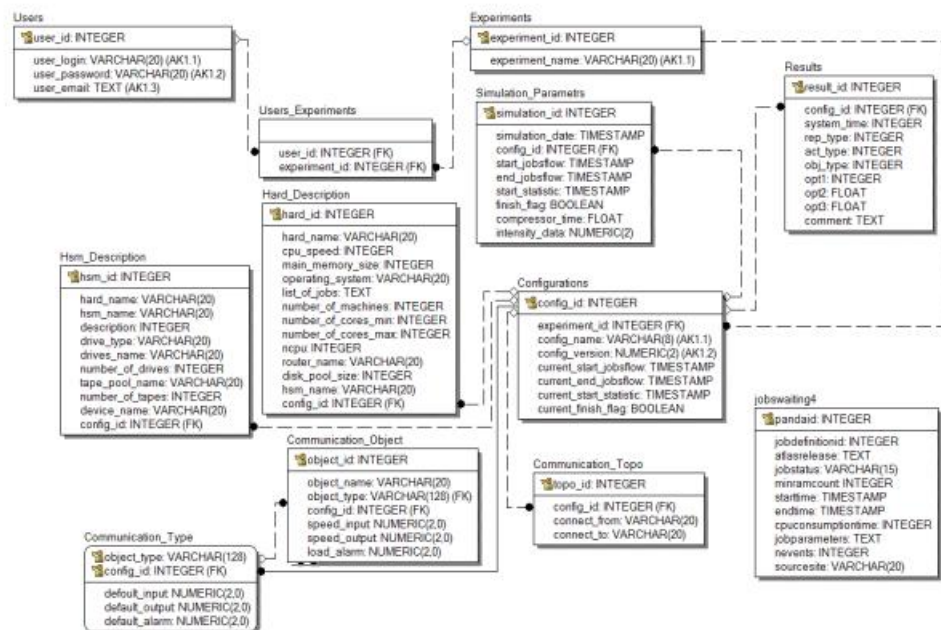 Users
user_id: INTEGER
user_login: VARCHAR(20) (AK1.1)
user_password: VARCHAR(20) (AK1.2)
user_email: TEXT (AK1.3)
Experiments
experiment_id: INTEGER
experiment_name: VARCHAR(20) (AK1.1)
Users_Experiments
user_id: INTEGER (FK)
experiment_id: INTEGER (FK)
Simulation_Parametrs
simulation_id: INTEGER
simulation_date: TIMESTAMP
config_id: INTEGER (FK)
start_jobsflow: TIMESTAMP
end_jobsflow: TIMESTAMP
start_statistic: TIMESTAMP
finish_flag: BOOLEAN
compressor_time: FLOAT
intensity_data: NUMERIC(2)
Results
result_id: INTEGER
config_id: INTEGER (FK)
system_time: INTEGER
rep_type: INTEGER
act_type: INTEGER
obj_type: INTEGER
opt1: INTEGER
opt2: FLOAT
opt3: FLOAT
comment: TEXT
Hard_Description
hard_id: INTEGER
hard_name: VARCHAR(20)
cpu_speed: INTEGER
main_memory_size: INTEGER
operating_system: VARCHAR(20)
list_of_jobs: TEXT
number_of_machines: INTEGER
number_of_cores_min: INTEGER
number_of_cores_max: INTEGER
ncpu: INTEGER
router_name: VARCHAR(20)
disk_pool_size: INTEGER
hsm_name: VARCHAR(20)
config_id: INTEGER (FK)
Hsm_Description
hsm_id: INTEGER
hard_name: VARCHAR(20)
hsm_name: VARCHAR(20)
description: INTEGER
drive_type: VARCHAR(20)
drives_name: VARCHAR(20)
number_of_drives: INTEGER
tape_pool_name: VARCHAR(20)
number_of_tapes: INTEGER
device_name: VARCHAR(20)
config_id: INTEGER (FK)
Configurations
config_id: INTEGER
experiment_id: INTEGER (FK)
config_name: VARCHAR(8) (AK1.1)
config_version: NUMERIC(2) (AK1.2)
current_start_jobsflow: TIMESTAMP
current_end_jobsflow: TIMESTAMP
current_start_statistic: TIMESTAMP
current_finish_flag: BOOLEAN
Communication_Object
object_id: INTEGER
object_name: VARCHAR(20)
object_type: VARCHAR(128) (FK)
config_id: INTEGER (FK)
speed_input: NUMERIC(2,0)
speed_output: NUMERIC(2,0)
load_alarm: NUMERIC(2,0)
Communication_Topo
topo_id: INTEGER
config_id: INTEGER (FK)
connect_from: VARCHAR(20)
connect_to: VARCHAR(20)
jobswaiting4
pandaid: INTEGER
jobdefinitionid: INTEGER
atlasrelease: TEXT
jobstatus: VARCHAR(15)
minramcount: INTEGER
starttime: TIMESTAMP
endtime: TIMESTAMP
cpuconsumptiontime: INTEGER
jobparameters: TEXT
nevents: INTEGER
sourcesite: VARCHAR(20)
Communication_Type
object_type: VARCHAR(128)
config_id: INTEGER (FK)
defoult_input: NUMERIC(2,0)
default_output: NUMERIC(2,0)
default_alarm: NUMERIC(2,0)